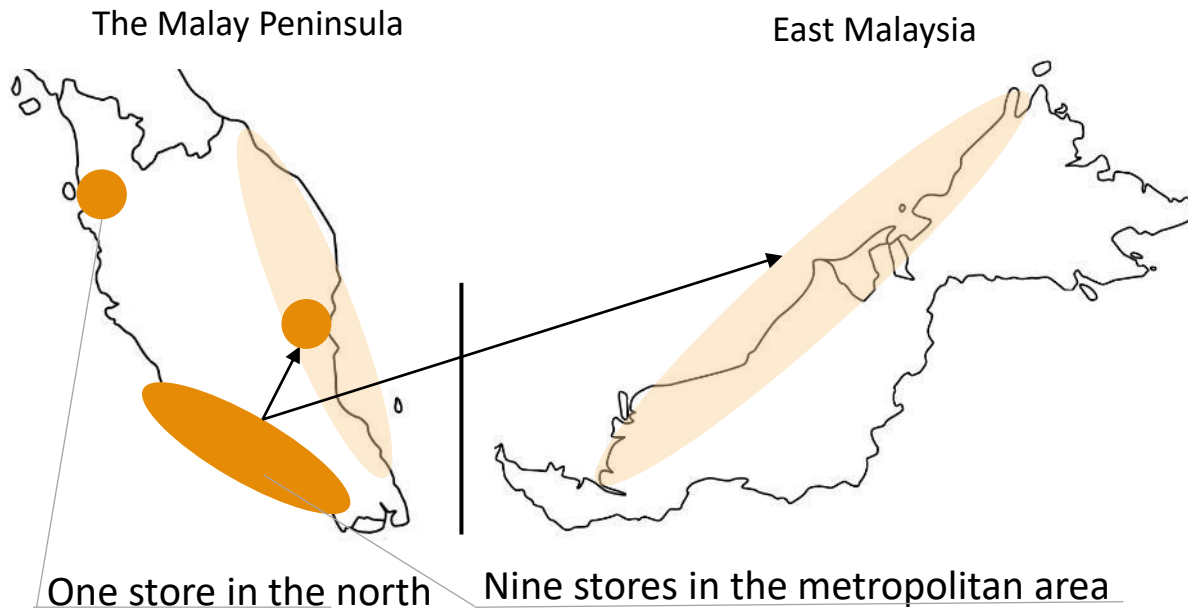 The Malay Peninsula
East Malaysia
One store in the north
Nine stores in the metropolitan area